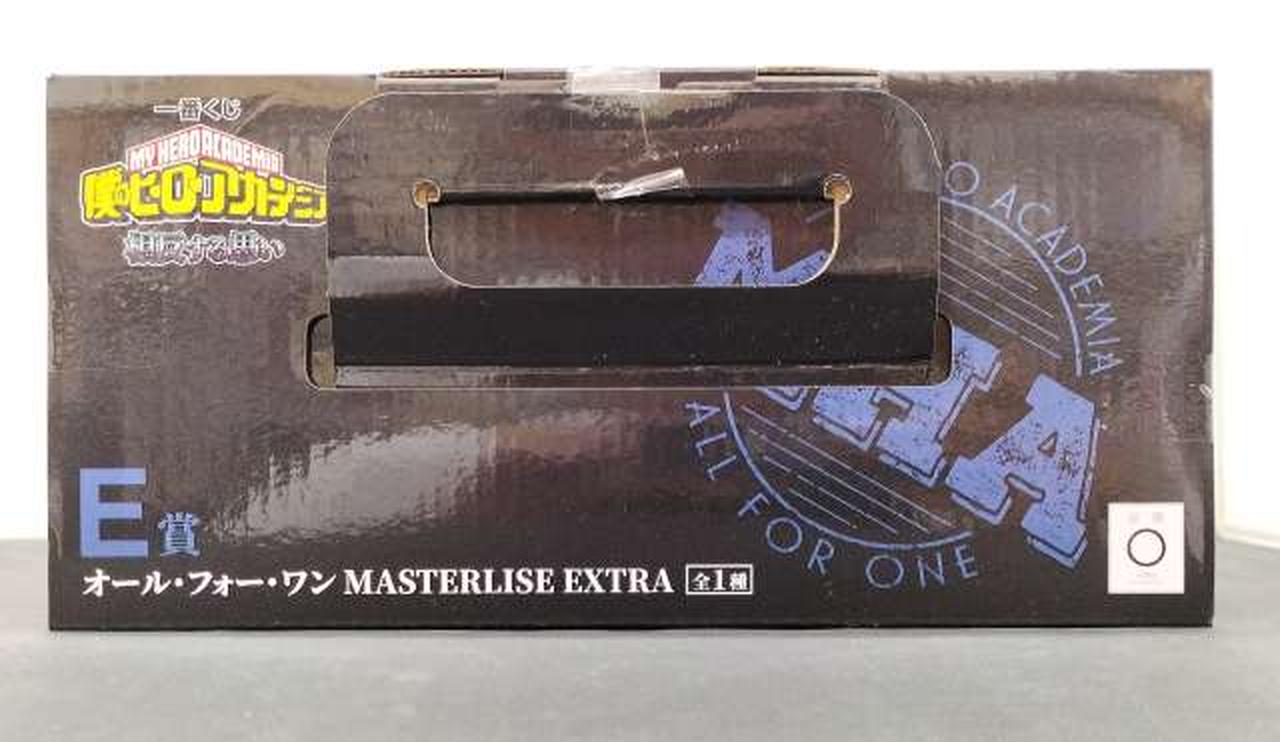 一番くじ
MY HERO ACADEMIA
僕のヒーローアカデミア
O ACADEMIA
HA
ALL FOR ONE
E賞
オール・フォー・ワン MASTERLISE EXTRA 全1種